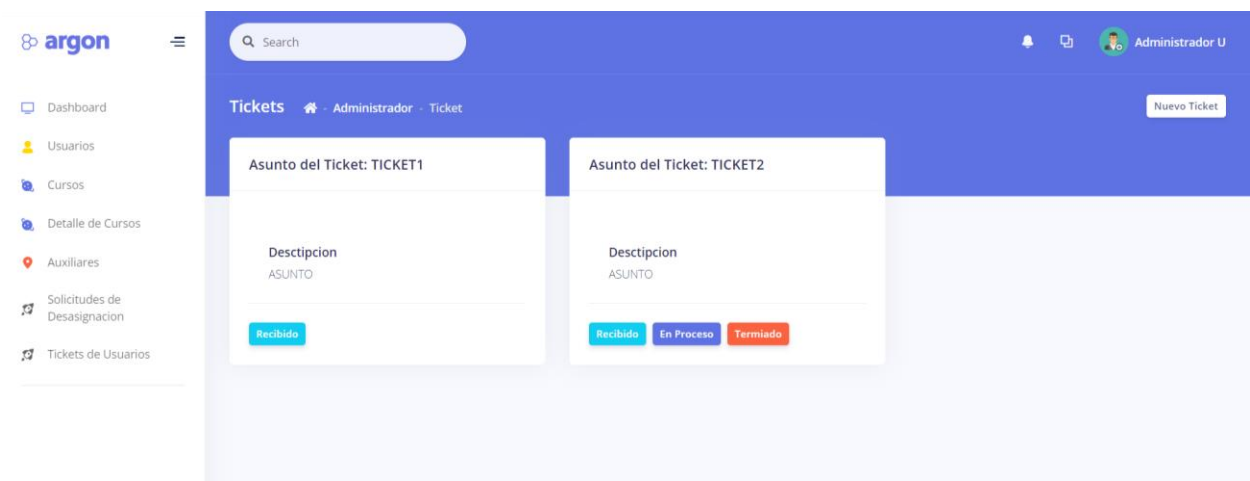 argon
Search
Administrador U
Dashboard
Usuarios
Cursos
Detalle de Cursos
Auxiliares
Solicitudes de
Desasignacion
Tickets de Usuarios
Tickets - Administrador - Ticket
Nuevo Ticket
Asunto del Ticket: TICKET1
Desctipcion
ASUNTO
Recibido
Asunto del Ticket: TICKET2
Desctipcion
ASUNTO
Recibido En Proceso Termiado